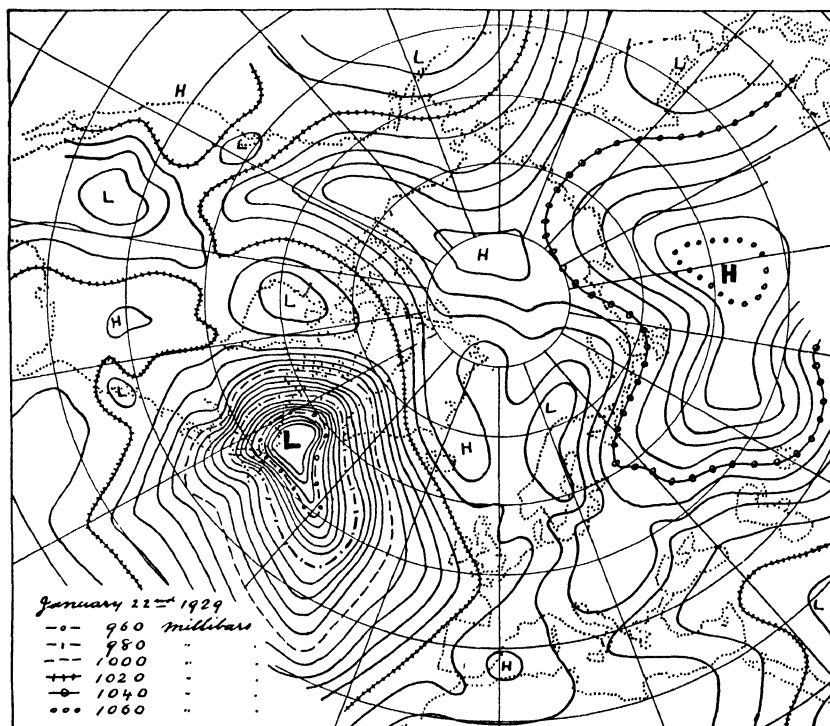 L
L
H
L
L
H
H
L
H
L
L
L
H
L
H
January 22nd 1929
-o- 960 Millibars
-ı- 980 " .
--- 1000 " .
+++ 1020 " .
-o- 1040 " .
••• 1060 " .